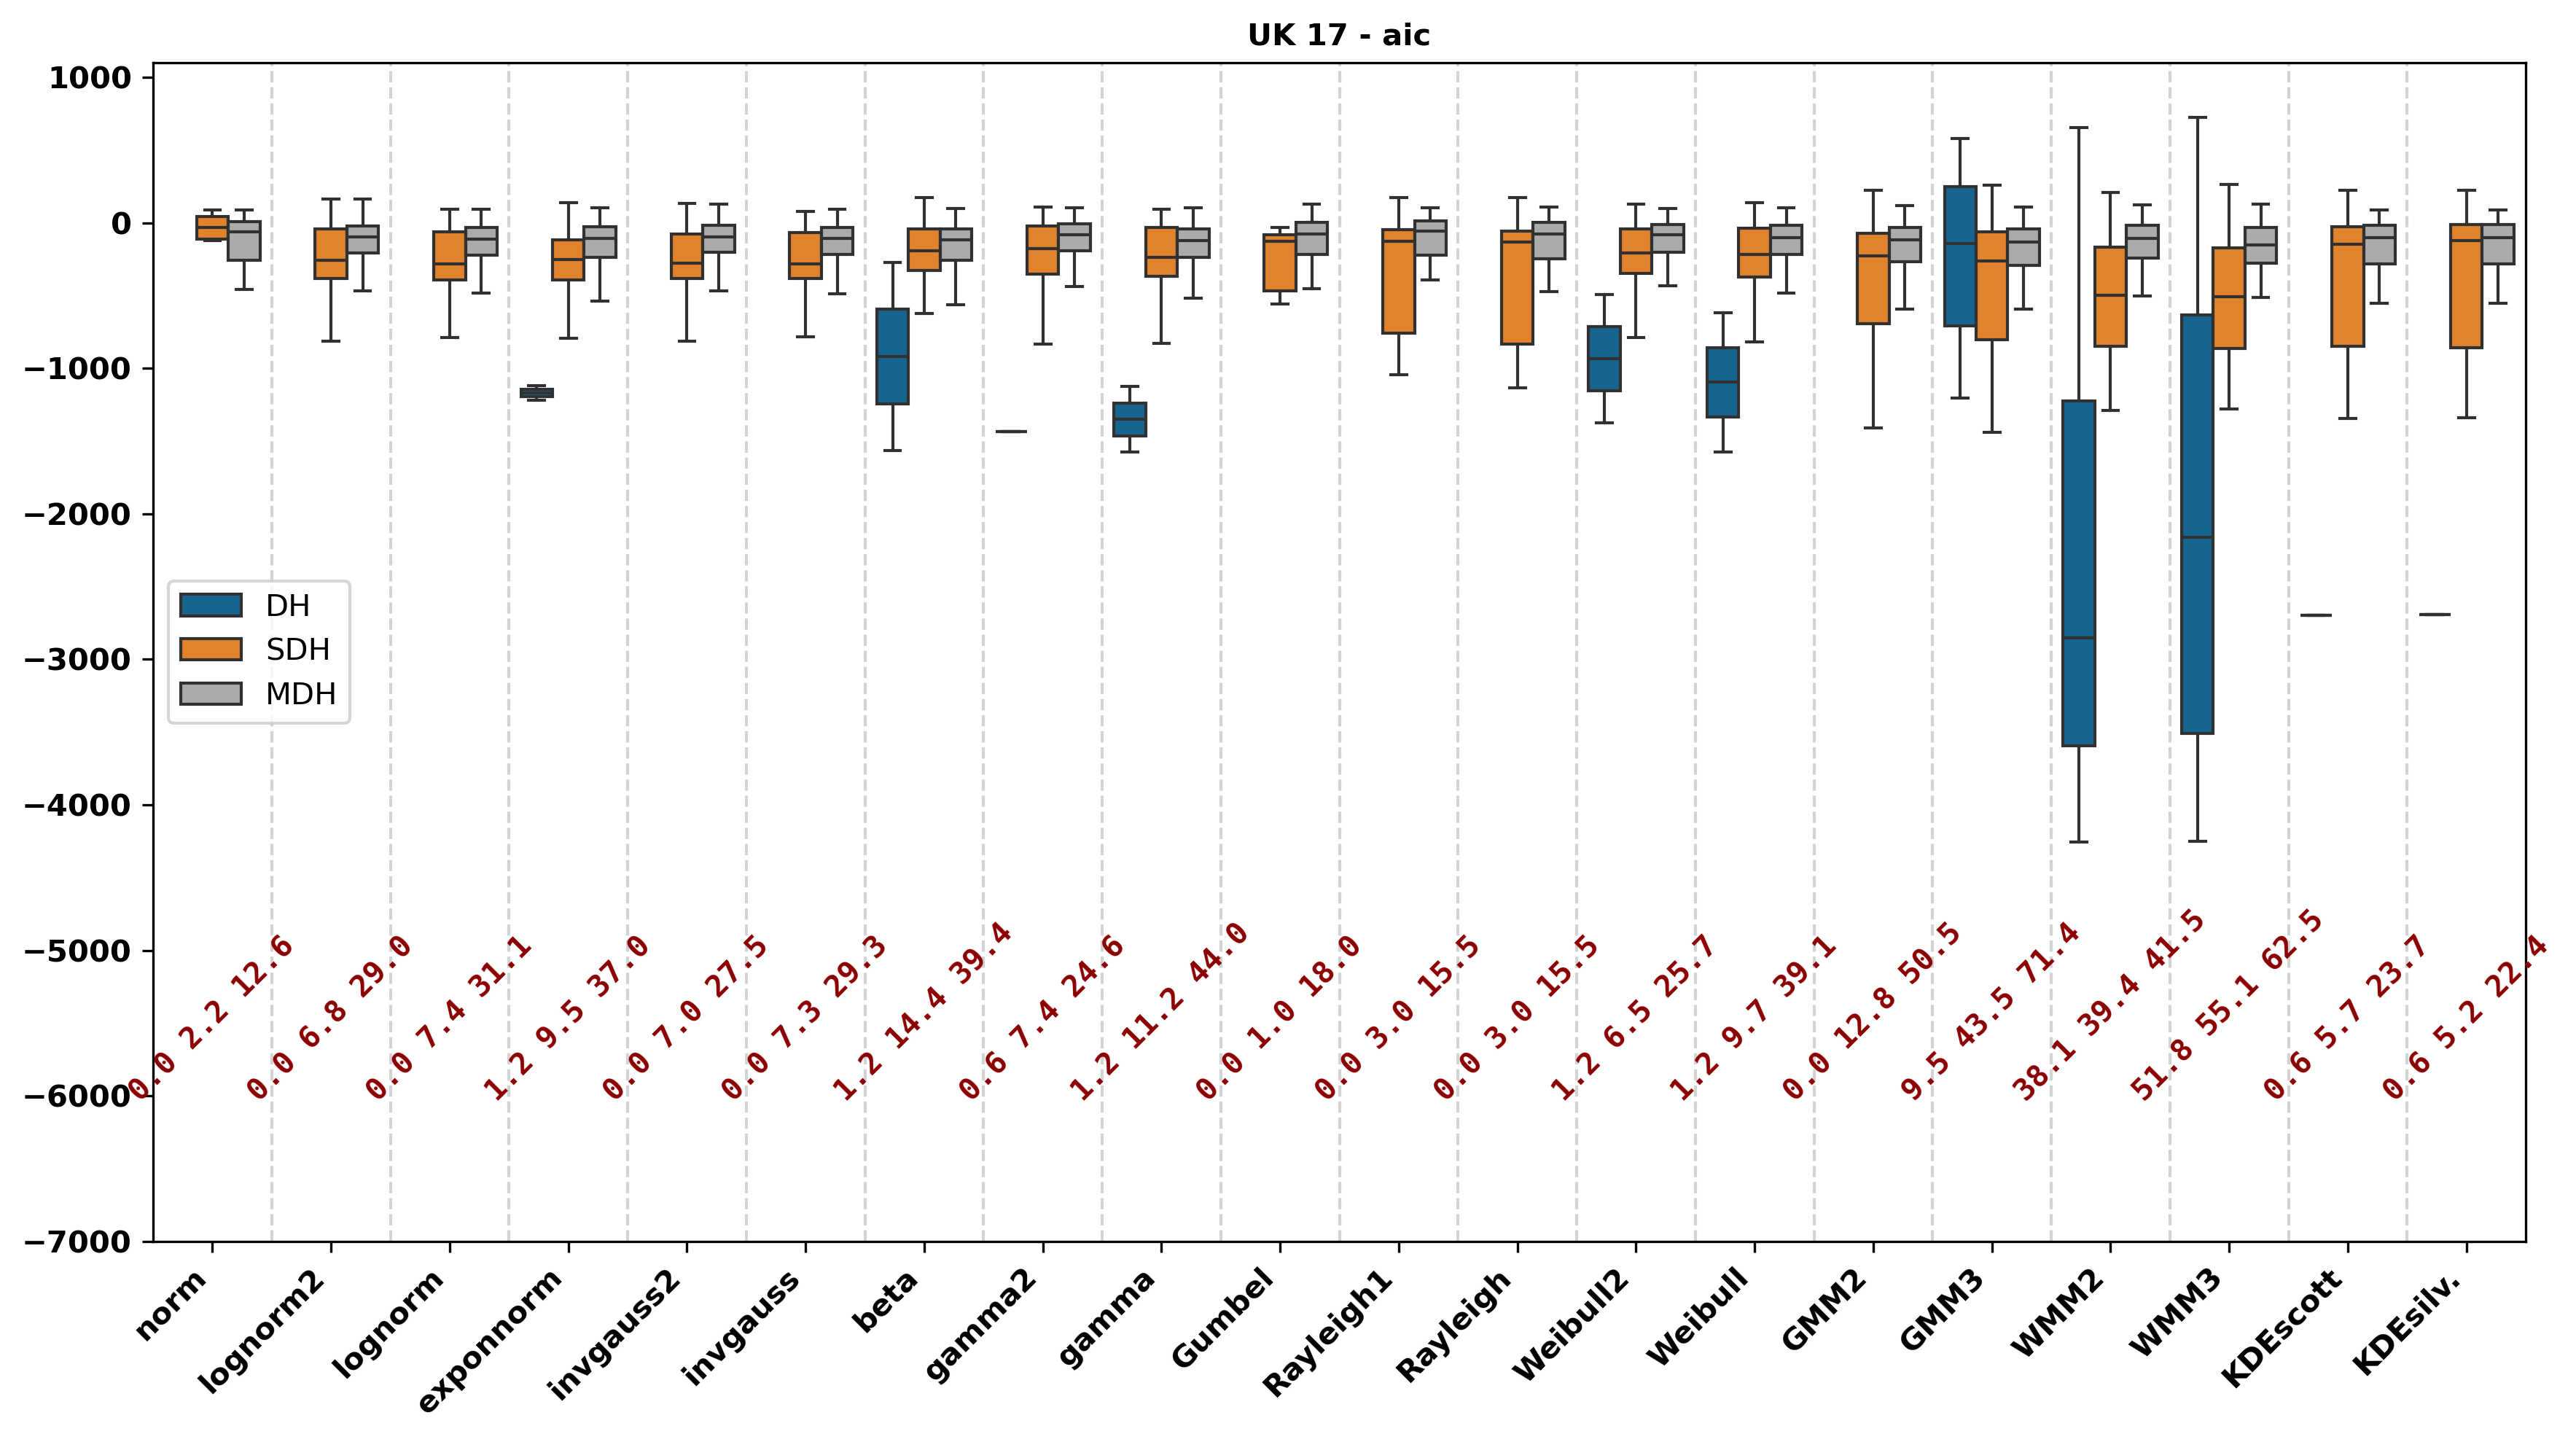 UK 17 - aic
1000
0
−1000
−2000
−3000
−4000
−5000
−6000
−7000
DH
SDH
MDH
0.0 2.2 12.6
0.0 6.8 29.0
0.0 7.4 31.1
1.2 9.5 37.0
0.0 7.0 27.5
0.0 7.3 29.3
1.2 14.4 39.4
0.6 7.4 24.6
1.2 11.2 44.0
0.0 1.0 18.0
0.0 3.0 15.5
0.0 3.0 15.5
1.2 6.5 25.7
1.2 9.7 39.1
0.0 12.8 50.5
9.5 43.5 71.4
38.1 39.4 41.5
51.8 55.1 62.5
0.6 5.7 23.7
0.6 5.2 22.4
norm
lognorm2
lognorm
exponnorm
invgauss2
invgauss
beta
gamma2
gamma
Gumbel
Rayleigh1
Rayleigh
Weibull2
Weibull
GMM2
GMM3
WMM2
WMM3
KDEscott
KDEsilv.